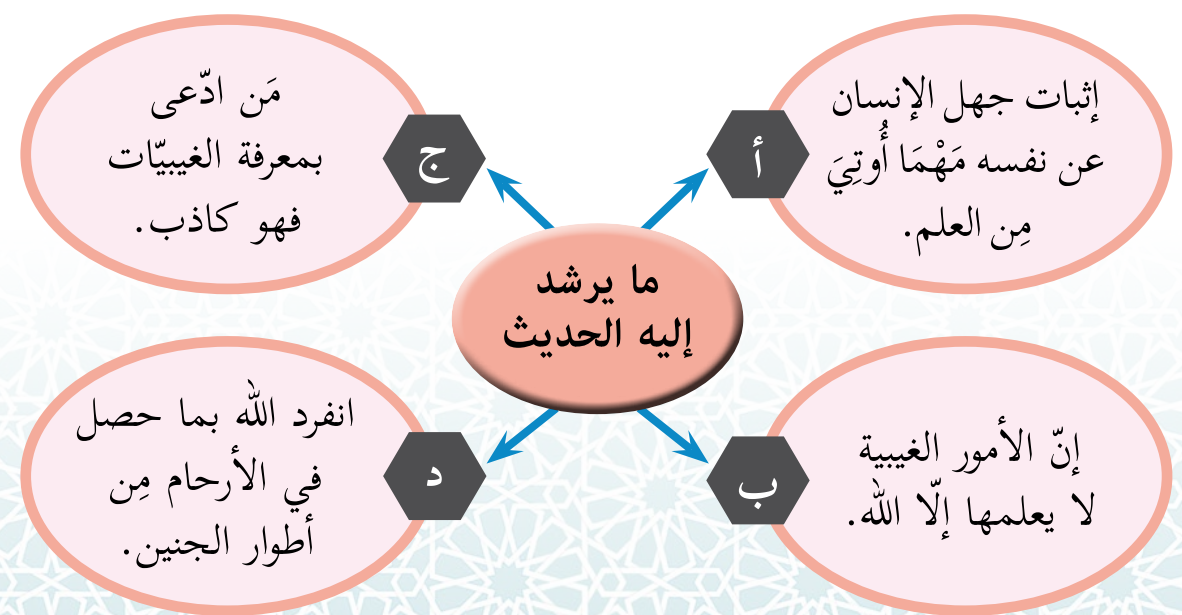 ما يرشد
إليه الحديث
أ
إثبات جهل الإنسان
عن نفسه مَهْمَا أُوتِيَ
مِن العلم.
ب
إنّ الأمور الغيبية
لا يعلمها إلّا الله.
ج
مَن ادّعى
بمعرفة الغيبيّات
فهو كاذب.
د
انفرد الله بما حصل
في الأرحام مِن
أطوار الجنين.